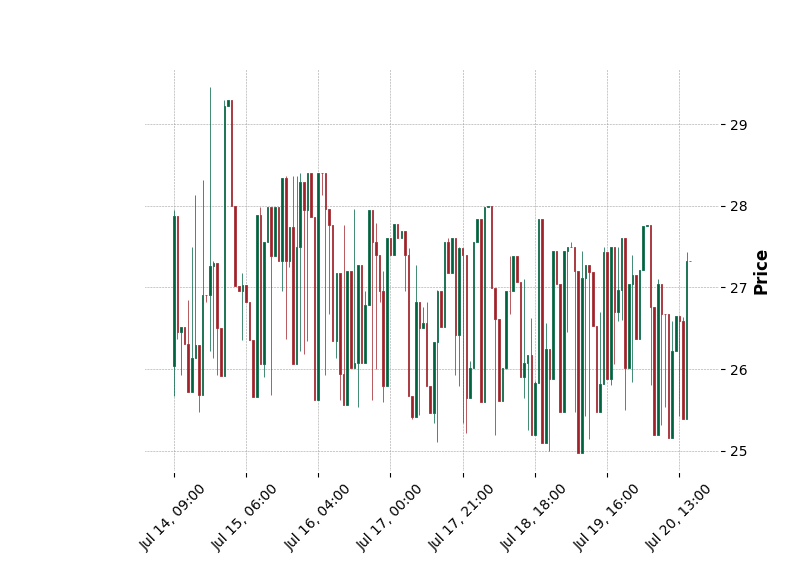 29
28
27
26
25
Price
Jul 14, 09:00
Jul 15, 06:00
Jul 16, 04:00
Jul 17, 00:00
Jul 17, 21:00
Jul 18, 18:00
Jul 19, 16:00
Jul 20, 13:00